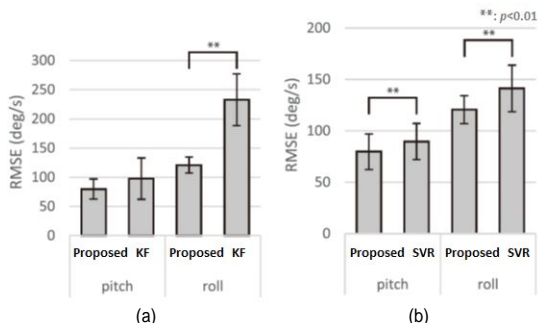 **: p<0.01
RMSE (deg/s)
300
250
200
150
100
50
0
**
Proposed KF Proposed KF
pitch roll
(a)
RMSE (deg/s)
200
150
100
50
0
**
**
Proposed SVR Proposed SVR
pitch roll
(b)